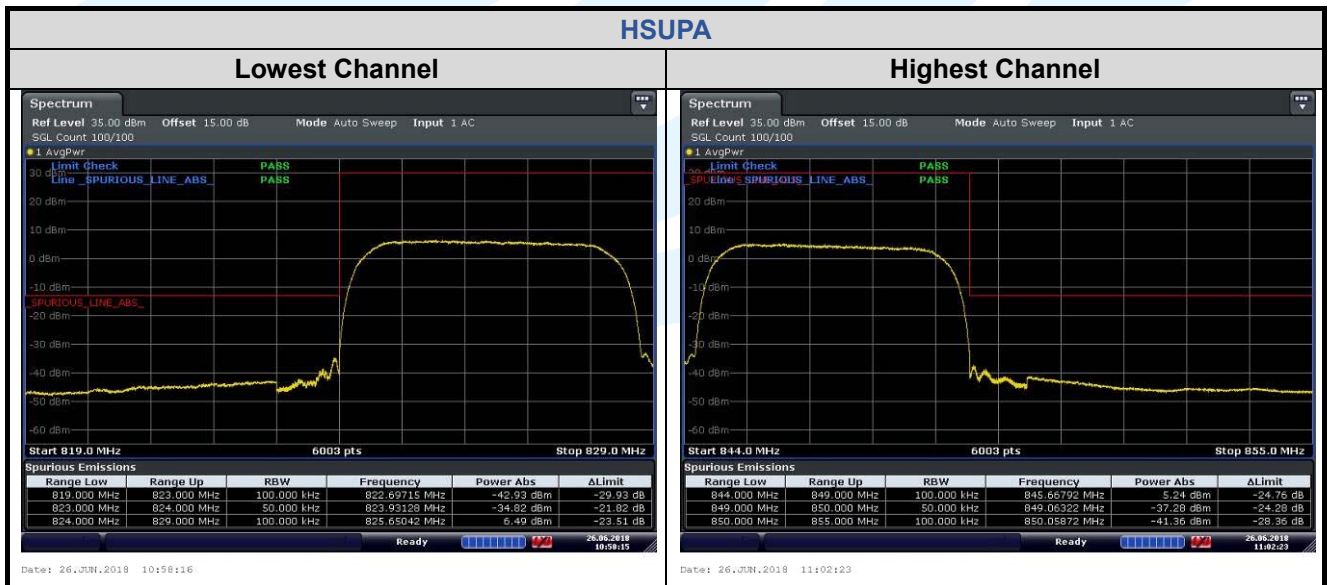 HSUPA
Lowest Channel
Highest Channel
Spectrum
Ref Level 35.00 dBm Offset 15.00 dB Mode Auto Sweep Input 1 AC
SGL Count 100/100
1 AvgPwr
Limit Check PASS
30 dBm
Line _SPURIOUS_LINE_ABS_ PASS
20 dBm
10 dBm
0 dBm
-10 dBm
_SPURIOUS_LINE_ABS_
-20 dBm
-30 dBm
-40 dBm
-50 dBm
-60 dBm
Start 819.0 MHz 6003 pts Stop 829.0 MHz
Spurious Emissions
Range Low Range Up RBW Frequency Power Abs ΔLimit
819.000 MHz 823.000 MHz 100.000 kHz 822.69715 MHz -42.93 dBm -29.93 dB
823.000 MHz 824.000 MHz 50.000 kHz 823.93128 MHz -34.82 dBm -21.82 dB
824.000 MHz 829.000 MHz 100.000 kHz 825.65042 MHz 6.49 dBm -23.51 dB
Ready 26.06.2018
10:58:15
Date: 26.JUN.2018 10:58:16
Spectrum
Ref Level 35.00 dBm Offset 15.00 dB Mode Auto Sweep Input 1 AC
SGL Count 100/100
1 AvgPwr
Limit Check PASS
Line _SPURIOUS_LINE_ABS_ PASS
20 dBm
10 dBm
0 dBm
-10 dBm
-20 dBm
-30 dBm
-40 dBm
-50 dBm
-60 dBm
Start 844.0 MHz 6003 pts Stop 855.0 MHz
Spurious Emissions
Range Low Range Up RBW Frequency Power Abs ΔLimit
844.000 MHz 849.000 MHz 100.000 kHz 845.66792 MHz 5.24 dBm -24.76 dB
849.000 MHz 850.000 MHz 50.000 kHz 849.06322 MHz -37.28 dBm -24.28 dB
850.000 MHz 855.000 MHz 100.000 kHz 850.05872 MHz -41.36 dBm -28.36 dB
Ready 26.06.2018
11:02:23
Date: 26.JUN.2018 11:02:23